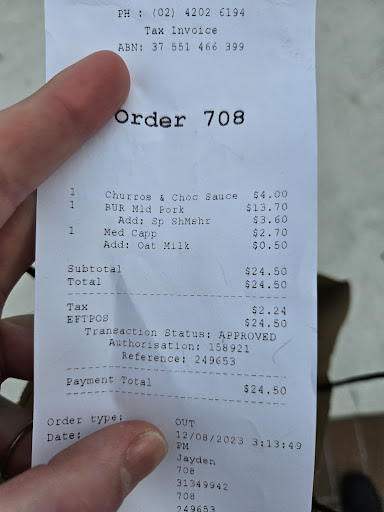 PH : (02) 4202 6194
Tax Invoice
ABN: 37 551 466 399
Order 708
1 Churros & Choc Sauce $4.00
1 BUR Mld Pork $13.70
Add: Sp ShMshr $3.60
1 Med Capp $2.70
Add: Oat Milk $0.50
Subtotal $24.50
Total $24.50
Tax $2.24
EFTPOS $24.50
Transaction Status: APPROVED
Authorisation: 158921
Reference: 249653
Payment Total $24.50
Order type: OUT
Date: 12/08/2023 3:13:49
PM
Jayden
708
31349942
708
249653